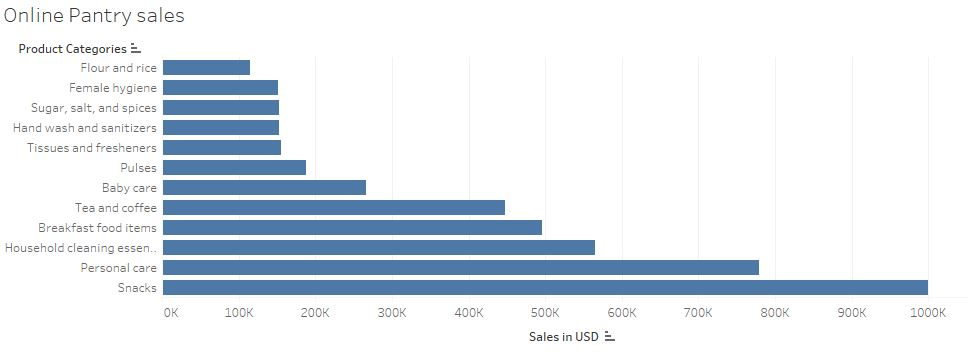 Online Pantry sales
Product Categories
Flour and rice
Female hygiene
Sugar, salt, and spices
Hand wash and sanitizers
Tissues and fresheners
Pulses
Baby care
Tea and coffee
Breakfast food items
Household cleaning essen..
Personal care
Snacks
0K 100K 200K 300K 400K 500K 600K 700K 800K 900K 1000K
Sales in USD